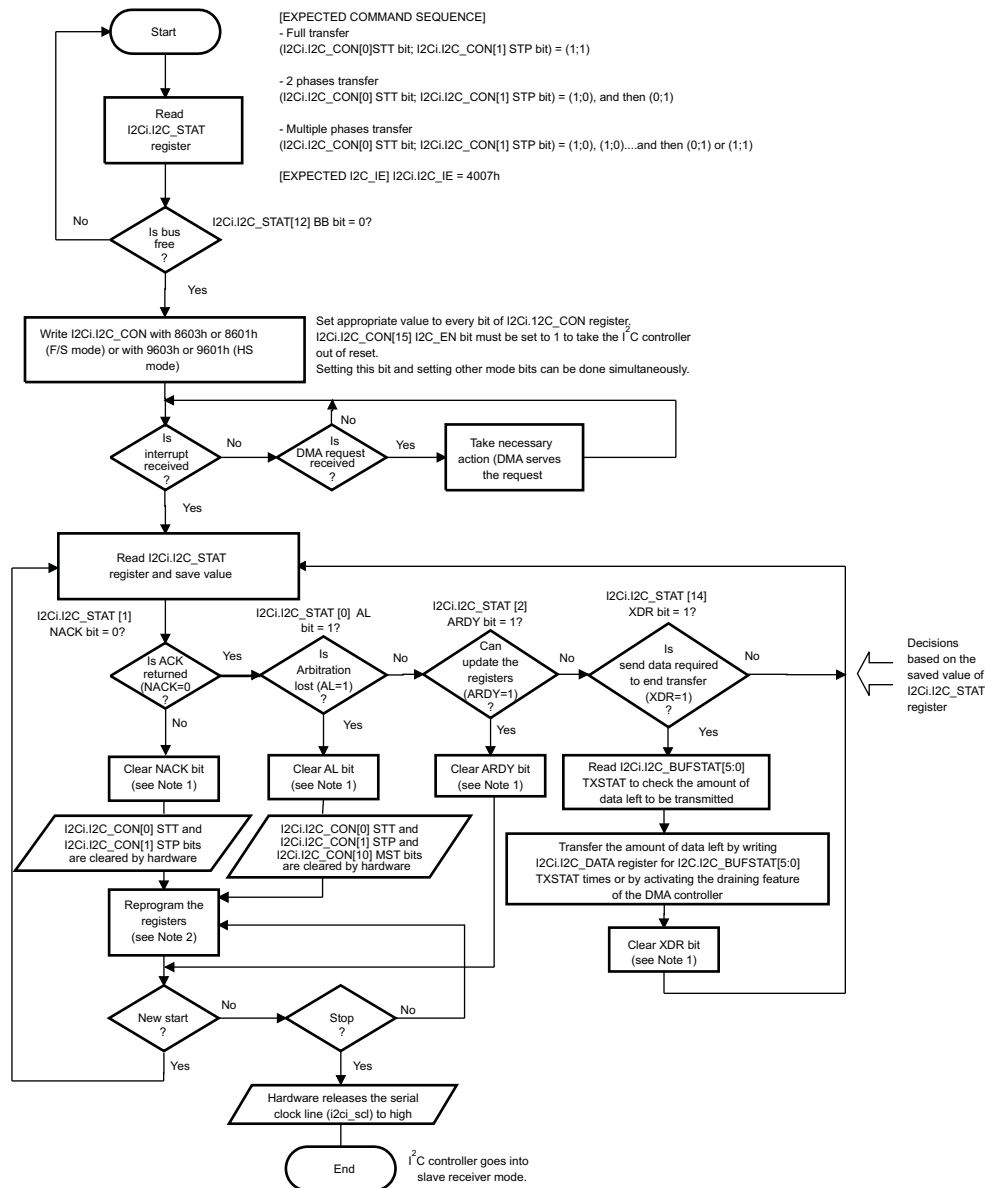 Start
[EXPECTED COMMAND SEQUENCE]
- Full transfer
(I2Ci.I2C_CON[0]STT bit; I2Ci.I2C_CON[1] STP bit) = (1;1)
- 2 phases transfer
(I2Ci.I2C_CON[0] STT bit; I2Ci.I2C_CON[1] STP bit) = (1;0), and then (0;1)
- Multiple phases transfer
(I2Ci.I2C_CON[0] STT bit; I2Ci.I2C_CON[1] STP bit) = (1;0), (1;0)....and then (0;1) or (1;1)
[EXPECTED I2C_IE] I2Ci.I2C_IE = 4007h
Read
I2Ci.I2C_STAT
register
No
I2Ci.I2C_STAT[12] BB bit = 0?
Is bus
free
?
Yes
Write I2Ci.I2C_CON with 8603h or 8601h
(F/S mode) or with 9603h or 9601h (HS
mode)
Set appropriate value to every bit of I2Ci.12C_CON register.
I2Ci.I2C_CON[15] I2C_EN bit must be set to 1 to take the I2C controller
out of reset.
Setting this bit and setting other mode bits can be done simultaneously.
Is
interrupt
received
?
No
Is
DMA request
received
?
No
Yes
Take necessary
action (DMA serves
the request
Yes
Read I2Ci.I2C_STAT
register and save value
I2Ci.I2C_STAT [1]
NACK bit = 0?
I2Ci.I2C_STAT [0] AL
bit = 1?
I2Ci.I2C_STAT [2]
ARDY bit = 1?
I2Ci.I2C_STAT [14]
XDR bit = 1?
Is ACK
returned
(NACK=0
?
Yes
Is
Arbitration
lost (AL=1)
?
No
Can
update the
registers
(ARDY=1)
?
No
Is
send data required
to end transfer
(XDR=1)
?
No
Decisions
based on the
saved value of
I2Ci.I2C_STAT
register
No
Yes
Yes
Yes
Clear NACK bit
(see Note 1)
Clear AL bit
(see Note 1)
Clear ARDY bit
(see Note 1)
Read I2Ci.I2C_BUFSTAT[5:0]
TXSTAT to check the amount of
data left to be transmitted
I2Ci.I2C_CON[0] STT and
I2Ci.I2C_CON[1] STP bits
are cleared by hardware
I2Ci.I2C_CON[0] STT and
I2Ci.I2C_CON[1] STP and
I2Ci.I2C_CON[10] MST bits
are cleared by hardware
Transfer the amount of data left by writing
I2Ci.I2C_DATA register for I2C.I2C_BUFSTAT[5:0]
TXSTAT times or by activating the draining feature
of the DMA controller
Reprogram the
registers
(see Note 2)
Clear XDR bit
(see Note 1)
New start
?
No
Stop
?
No
Yes
Yes
Hardware releases the serial
clock line (i2ci_scl) to high
End
I2C controller goes into
slave receiver mode.